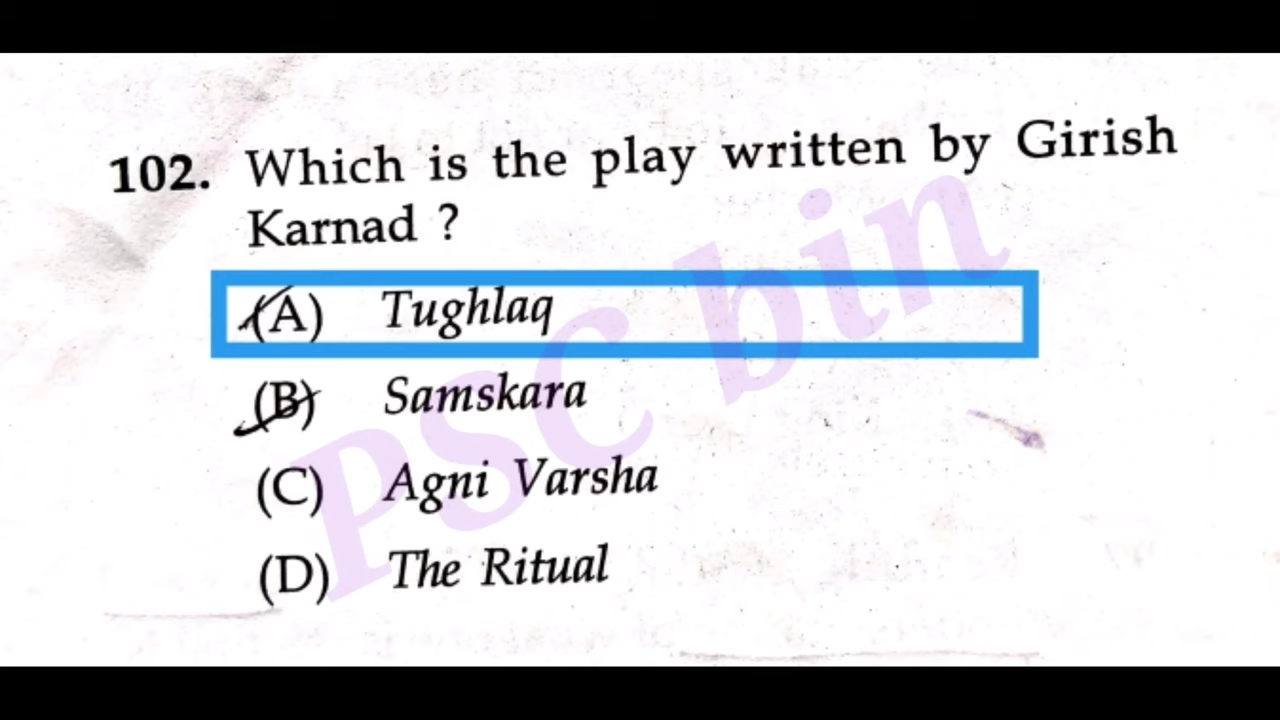 102. Which is the play written by Girish
Karnad ?
(A) Tughlaq
(B) Samskara
(C) Agni Varsha
(D) The Ritual
PSC bin